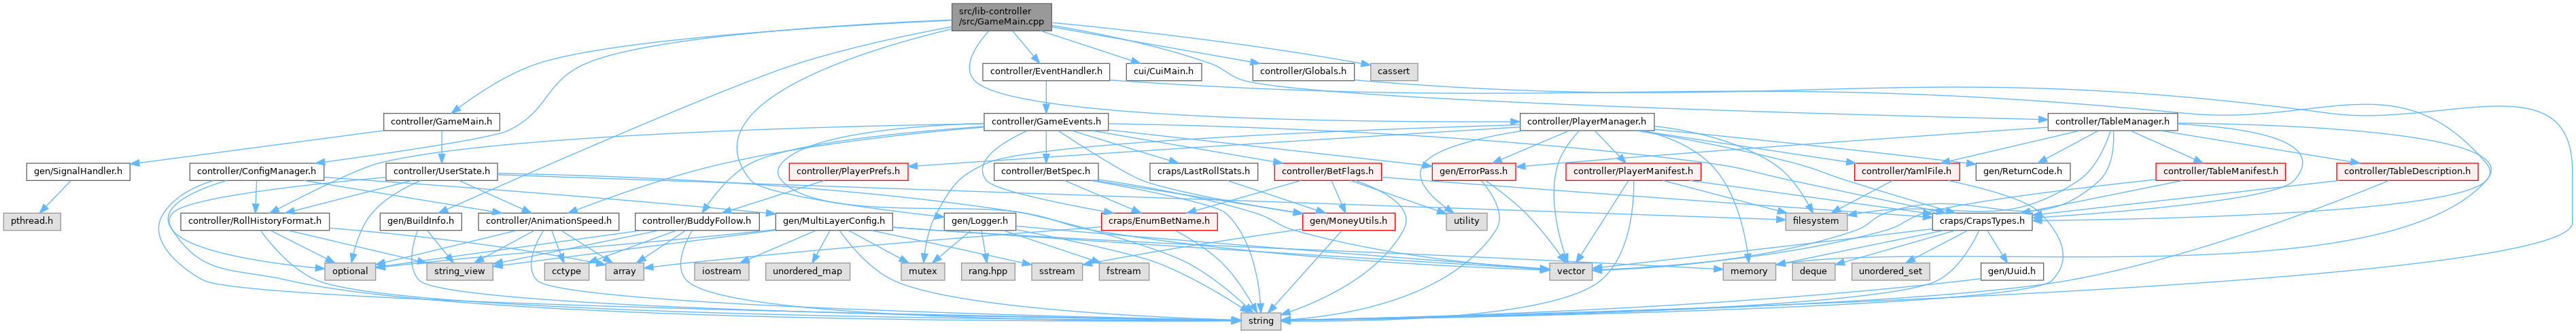 src/lib-controller
/src/GameMain.cpp
controller/EventHandler.h
cui/CuiMain.h
controller/Globals.h
cassert
controller/GameMain.h
controller/GameEvents.h
controller/PlayerManager.h
controller/TableManager.h
gen/SignalHandler.h
controller/ConfigManager.h
controller/UserState.h
controller/PlayerPrefs.h
controller/BetSpec.h
craps/LastRollStats.h
controller/BetFlags.h
gen/ErrorPass.h
controller/PlayerManifest.h
controller/YamlFile.h
gen/ReturnCode.h
controller/TableManifest.h
controller/TableDescription.h
pthread.h
controller/RollHistoryFormat.h
gen/BuildInfo.h
controller/AnimationSpeed.h
controller/BuddyFollow.h
gen/MultiLayerConfig.h
gen/Logger.h
craps/EnumBetName.h
gen/MoneyUtils.h
utility
filesystem
craps/CrapsTypes.h
optional
string_view
cctype
array
iostream
unordered_map
mutex
rang.hpp
sstream
fstream
vector
memory
deque
unordered_set
gen/Uuid.h
string